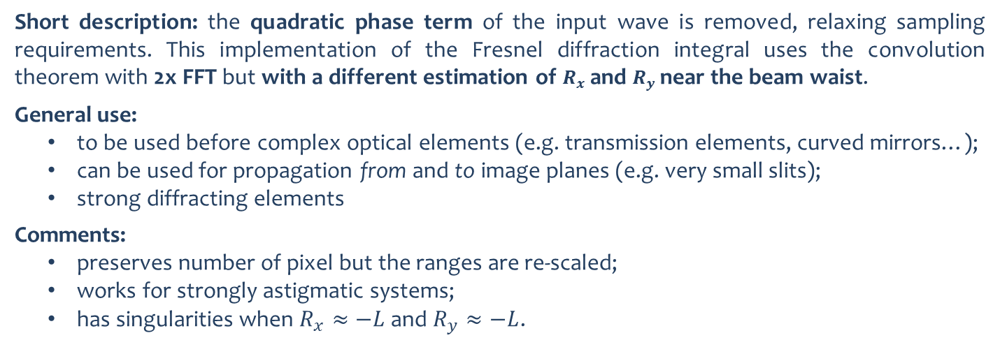 Short description: the quadratic phase term of the input wave is removed, relaxing sampling
requirements. This implementation of the Fresnel diffraction integral uses the convolution
theorem with 2x FFT but with a different estimation of Rₓ and R_y near the beam waist.
General use:
• to be used before complex optical elements (e.g. transmission elements, curved mirrors... );
• can be used for propagation from and to image planes (e.g. very small slits);
• strong diffracting elements
Comments:
• preserves number of pixel but the ranges are re-scaled;
• works for strongly astigmatic systems;
• has singularities when Rₓ ≈ −L and R_y ≈ −L.